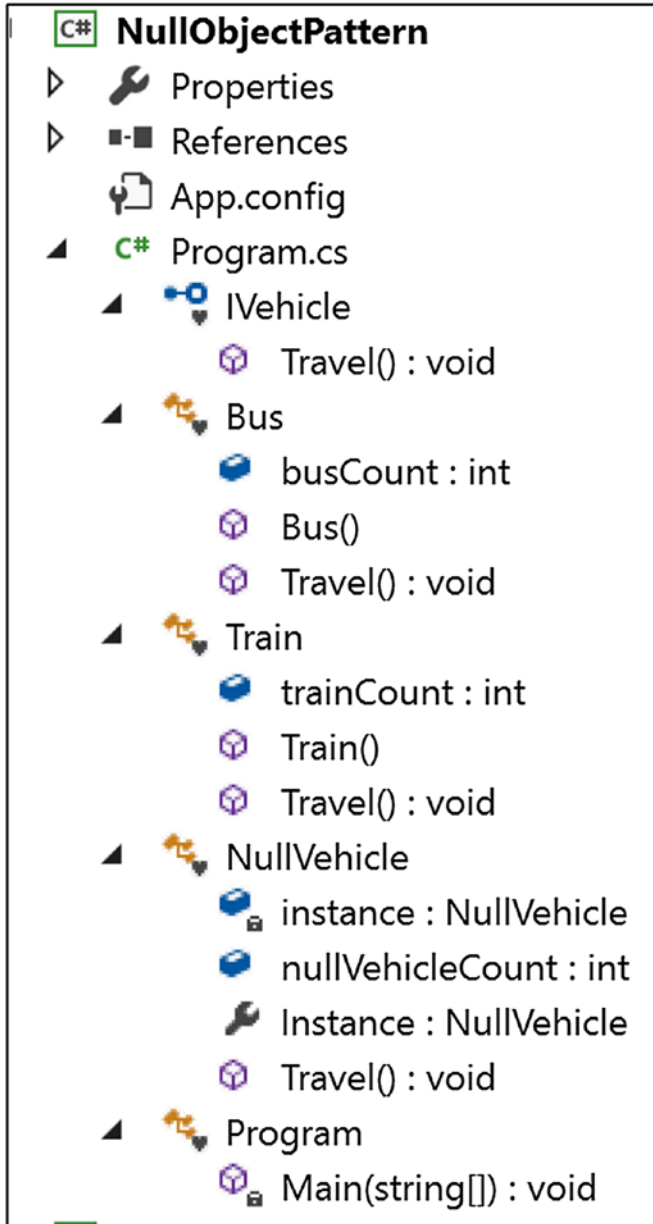 C# NullObjectPattern
Properties
References
App.config
C# Program.cs
IVehicle
Travel() : void
Bus
busCount : int
Bus()
Travel() : void
Train
trainCount : int
Train()
Travel() : void
NullVehicle
instance : NullVehicle
nullVehicleCount : int
Instance : NullVehicle
Travel() : void
Program
Main(string[]) : void